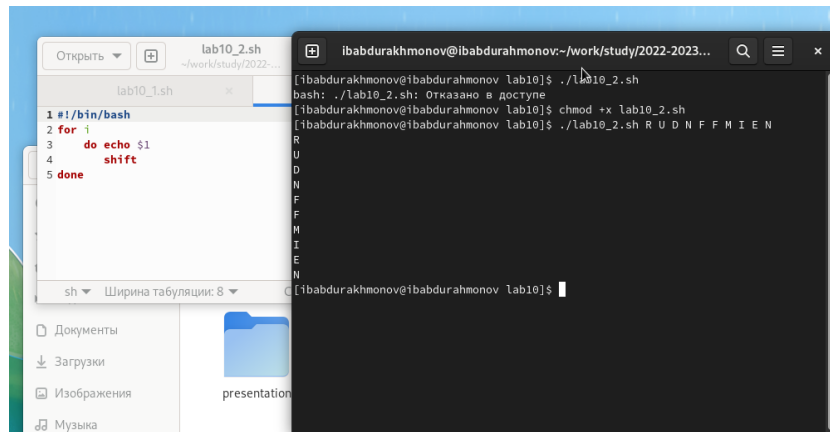 Открыть
lab10_2.sh
~/work/study/2022-...
lab10_1.sh ×
1 #!/bin/bash
2 for i
3 do echo $1
4 shift
5 done
sh Ширина табуляции: 8
Документы
Загрузки
Изображения
Музыка
presentation
ibabdurakhmonov@ibabdurahmonov:~/work/study/2022-2023...
[ibabdurakhmonov@ibabdurahmonov lab10]$ ./lab10_2.sh
bash: ./lab10_2.sh: Отказано в доступе
[ibabdurakhmonov@ibabdurahmonov lab10]$ chmod +x lab10_2.sh
[ibabdurakhmonov@ibabdurahmonov lab10]$ ./lab10_2.sh R U D N F F M I E N
R
U
D
N
F
F
M
I
E
N
[ibabdurakhmonov@ibabdurahmonov lab10]$